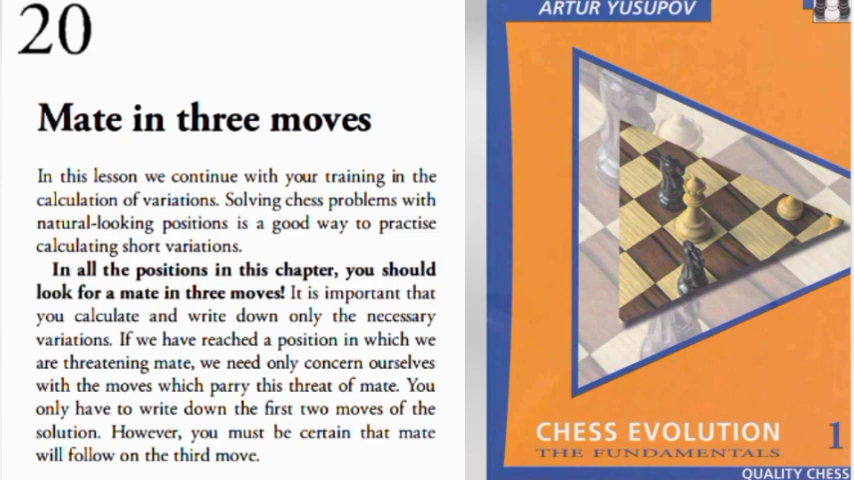 20
Mate in three moves
In this lesson we continue with your training in the
calculation of variations. Solving chess problems with
natural-looking positions is a good way to practise
calculating short variations.
In all the positions in this chapter, you should
look for a mate in three moves! It is important that
you calculate and write down only the necessary
variations. If we have reached a position in which we
are threatening mate, we need only concern ourselves
with the moves which parry this threat of mate. You
only have to write down the first two moves of the
solution. However, you must be certain that mate
will follow on the third move.
ARTUR YUSUPOV
CHESS EVOLUTION 1
THE FUNDAMENTALS
QUALITY CHESS